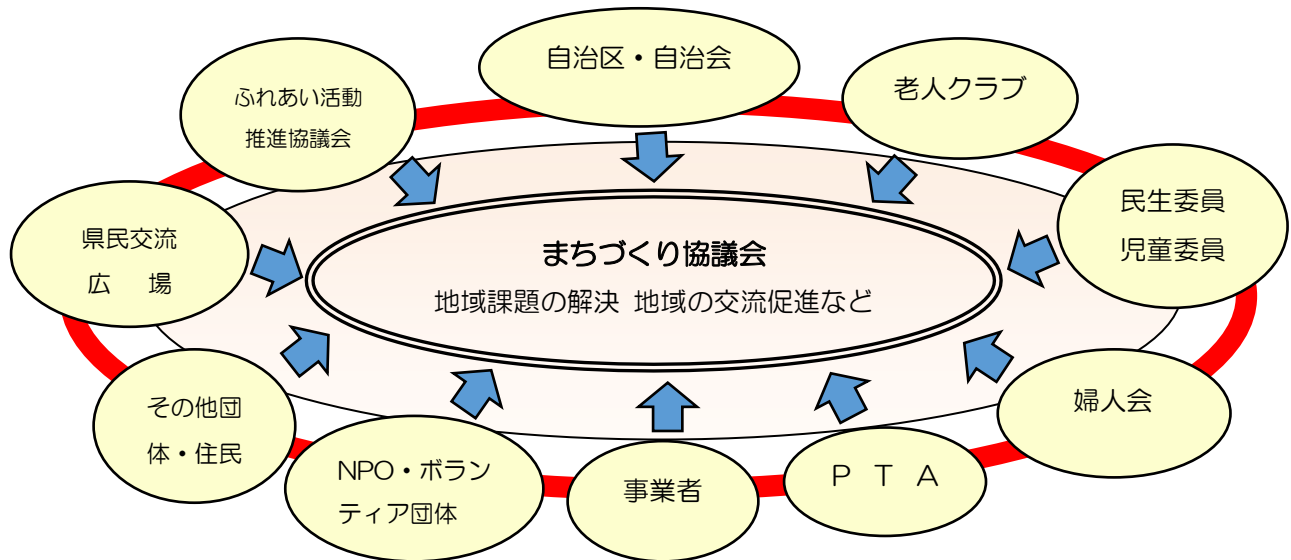 自治区・自治会
老人クラブ
ふれあい活動
推進協議会
民生委員
児童委員
県民交流
広　場
まちづくり協議会
地域課題の解決 地域の交流促進など
婦人会
その他団
体・住民
NPO・ボラン
ティア団体
事業者
P T A